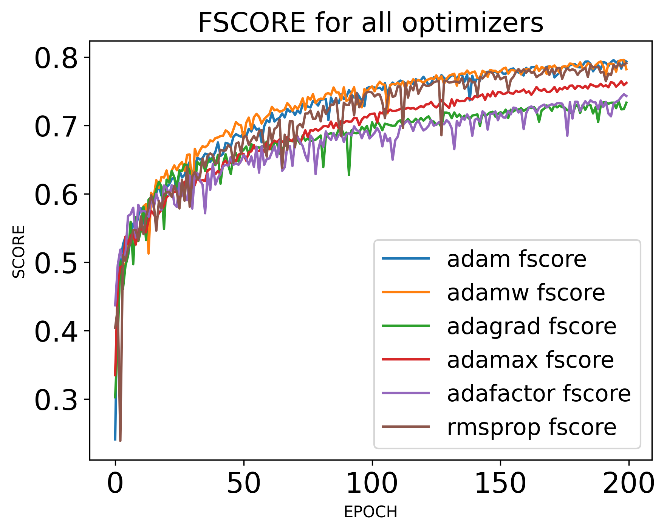 FSCORE for all optimizers
SCORE
0.8
0.7
0.6
0.5
0.4
0.3
adam fscore
adamw fscore
adagrad fscore
adamax fscore
adafactor fscore
rmsprop fscore
0 50 100 150 200
EPOCH